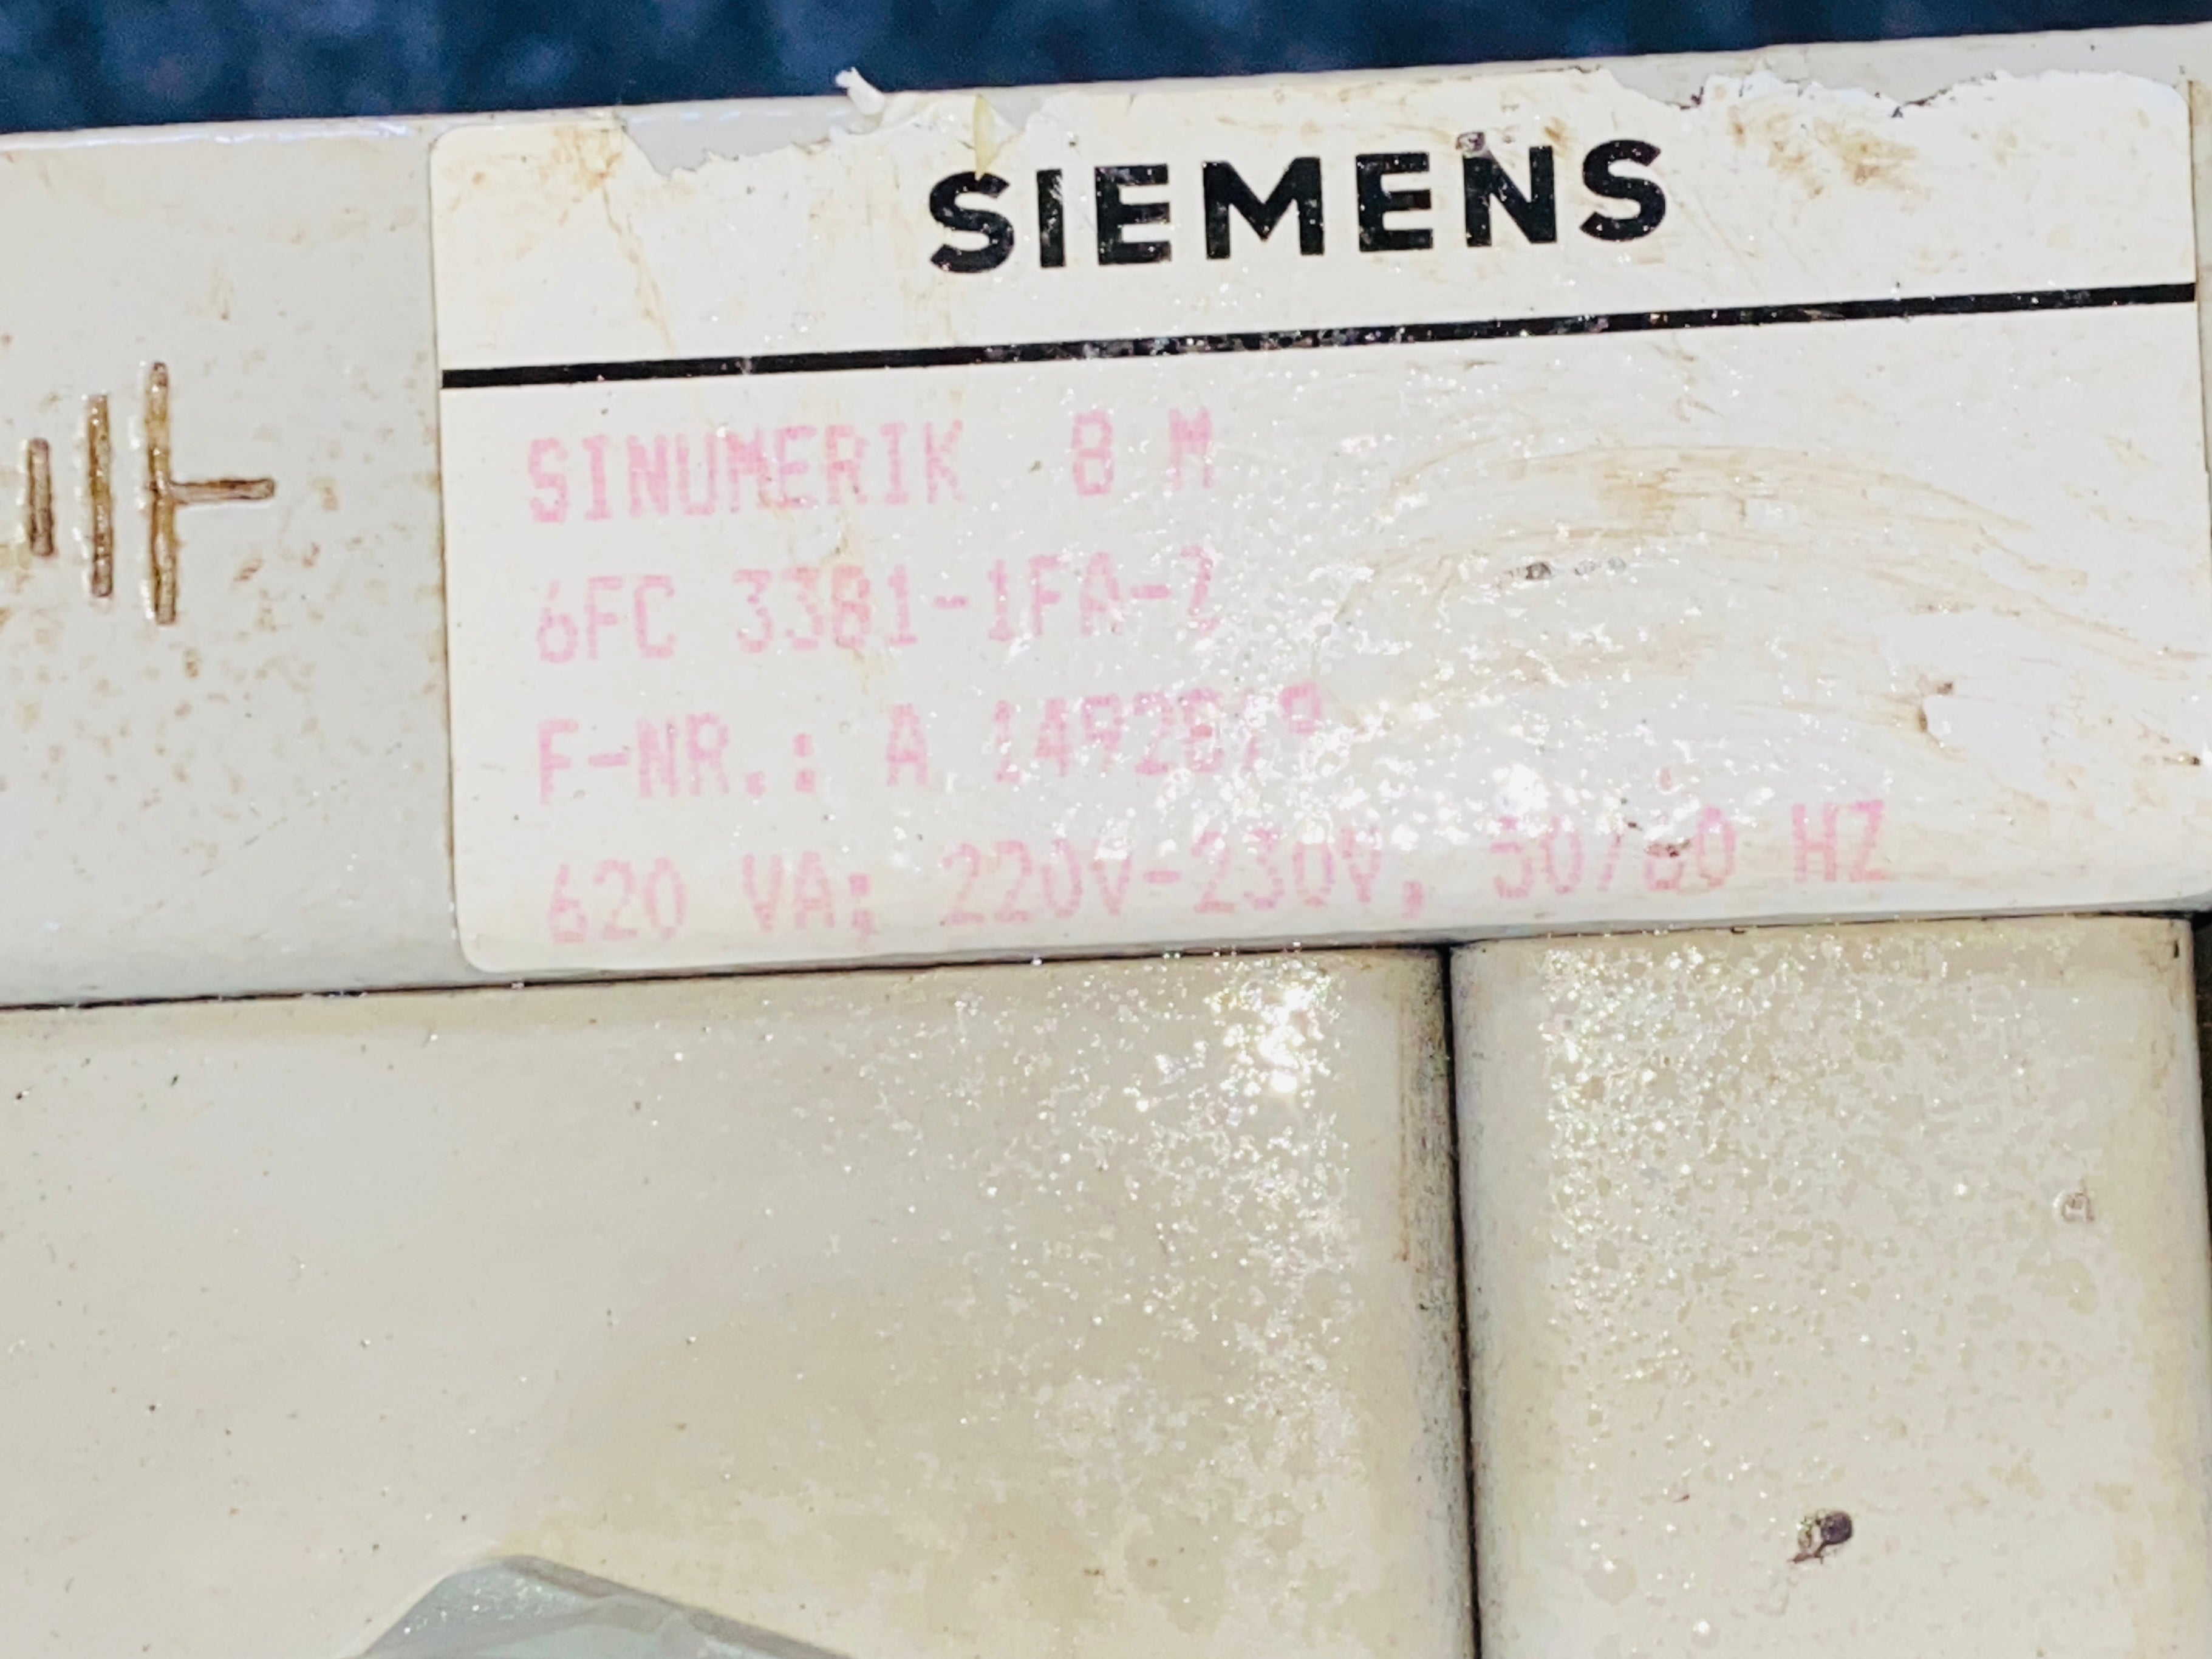 SIEMENS
SINUMERIK 8 M
6FC 3381-1FA-Z
F-NR.: A
620 VA; 220V-230V, 50/60 HZ